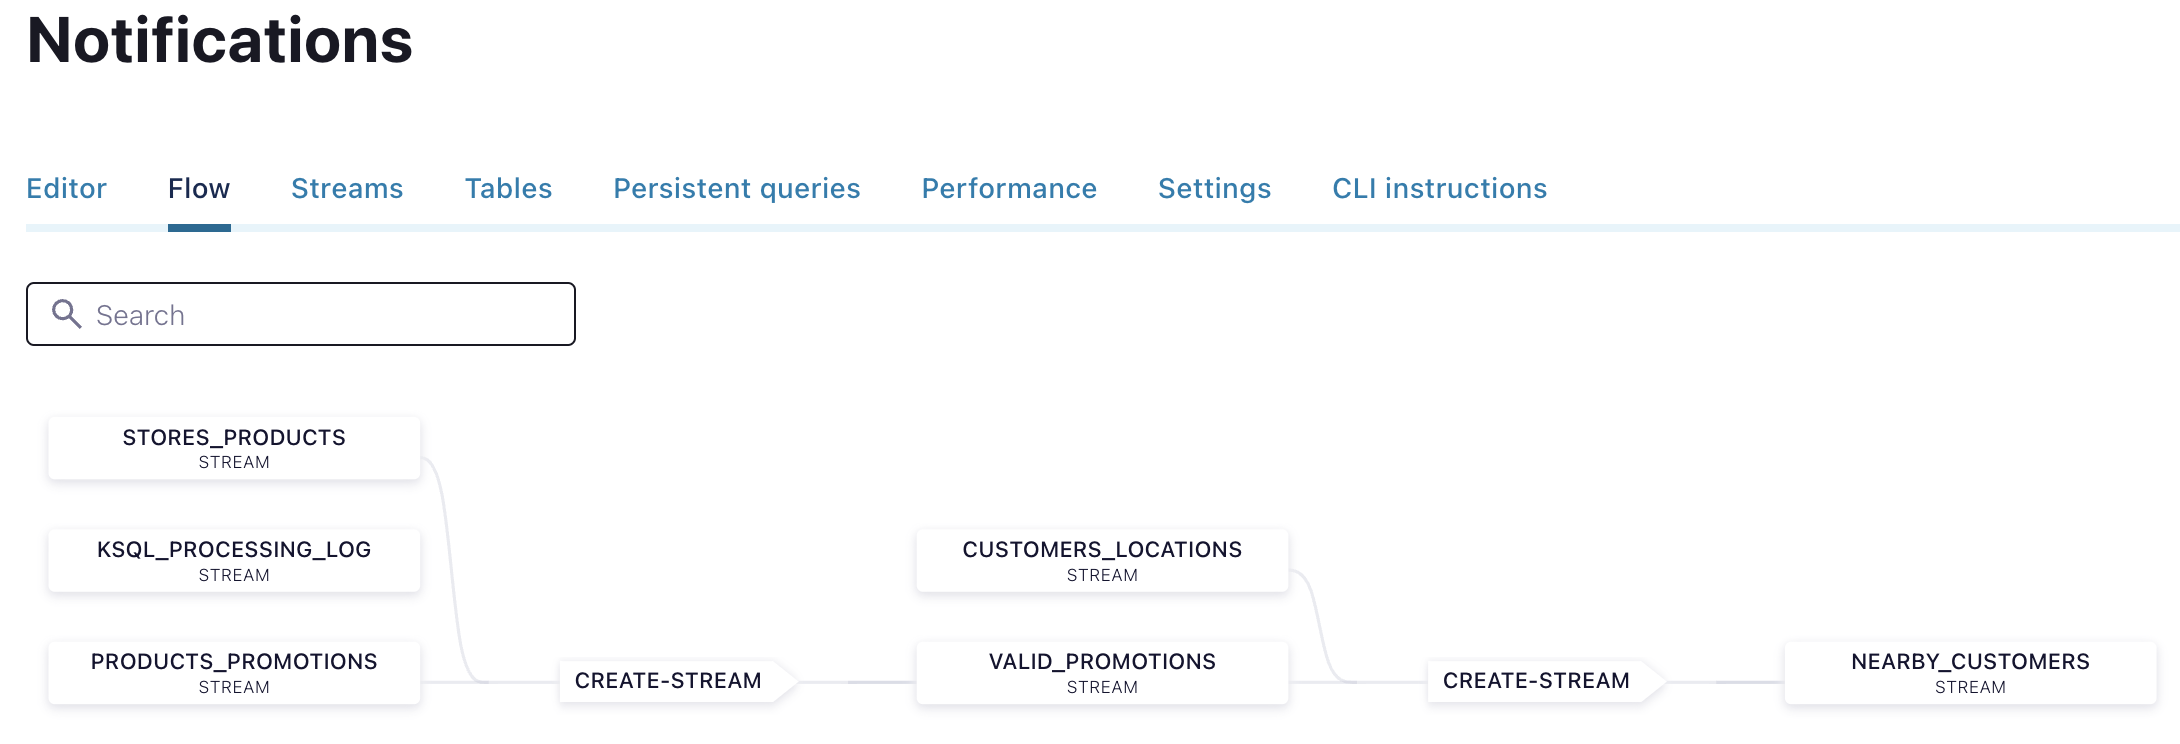 Notifications
Editor Flow Streams Tables Persistent queries Performance Settings CLI instructions
Search
STORES_PRODUCTS
STREAM
KSQL_PROCESSING_LOG
STREAM
CUSTOMERS_LOCATIONS
STREAM
PRODUCTS_PROMOTIONS
STREAM
CREATE-STREAM
VALID_PROMOTIONS
STREAM
CREATE-STREAM
NEARBY_CUSTOMERS
STREAM